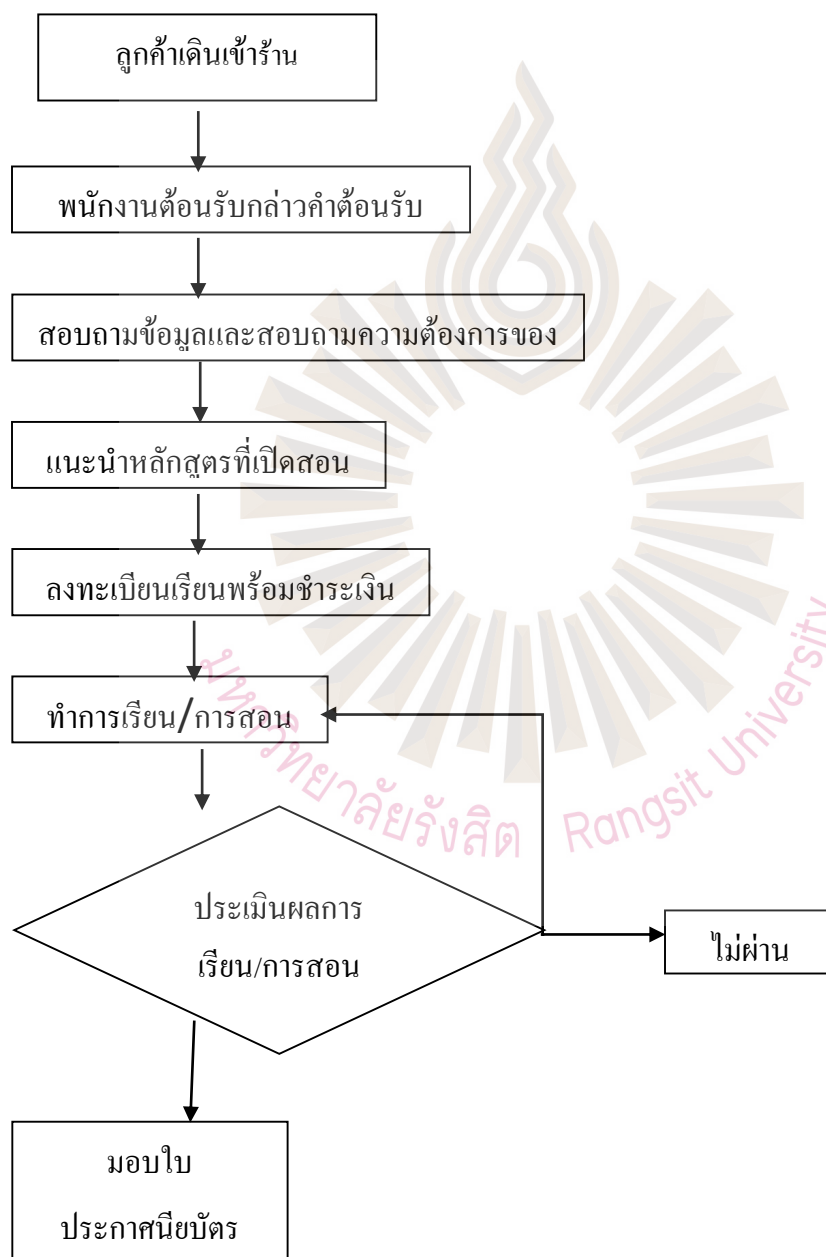 ลูกค้าเดินเข้าร้าน
พนักงานต้อนรับกล่าวคำต้อนรับ
สอบถามข้อมูลและสอบถามความต้องการของ
แนะนำหลักสูตรที่เปิดสอน
ลงทะเบียนเรียนพร้อมชำระเงิน
ทำการเรียน/การสอน
มหาวิทยาลัยรังสิต Rangsit University
ประเมินผลการ
เรียน/การสอน
ไม่ผ่าน
มอบใบ
ประกาศนียบัตร